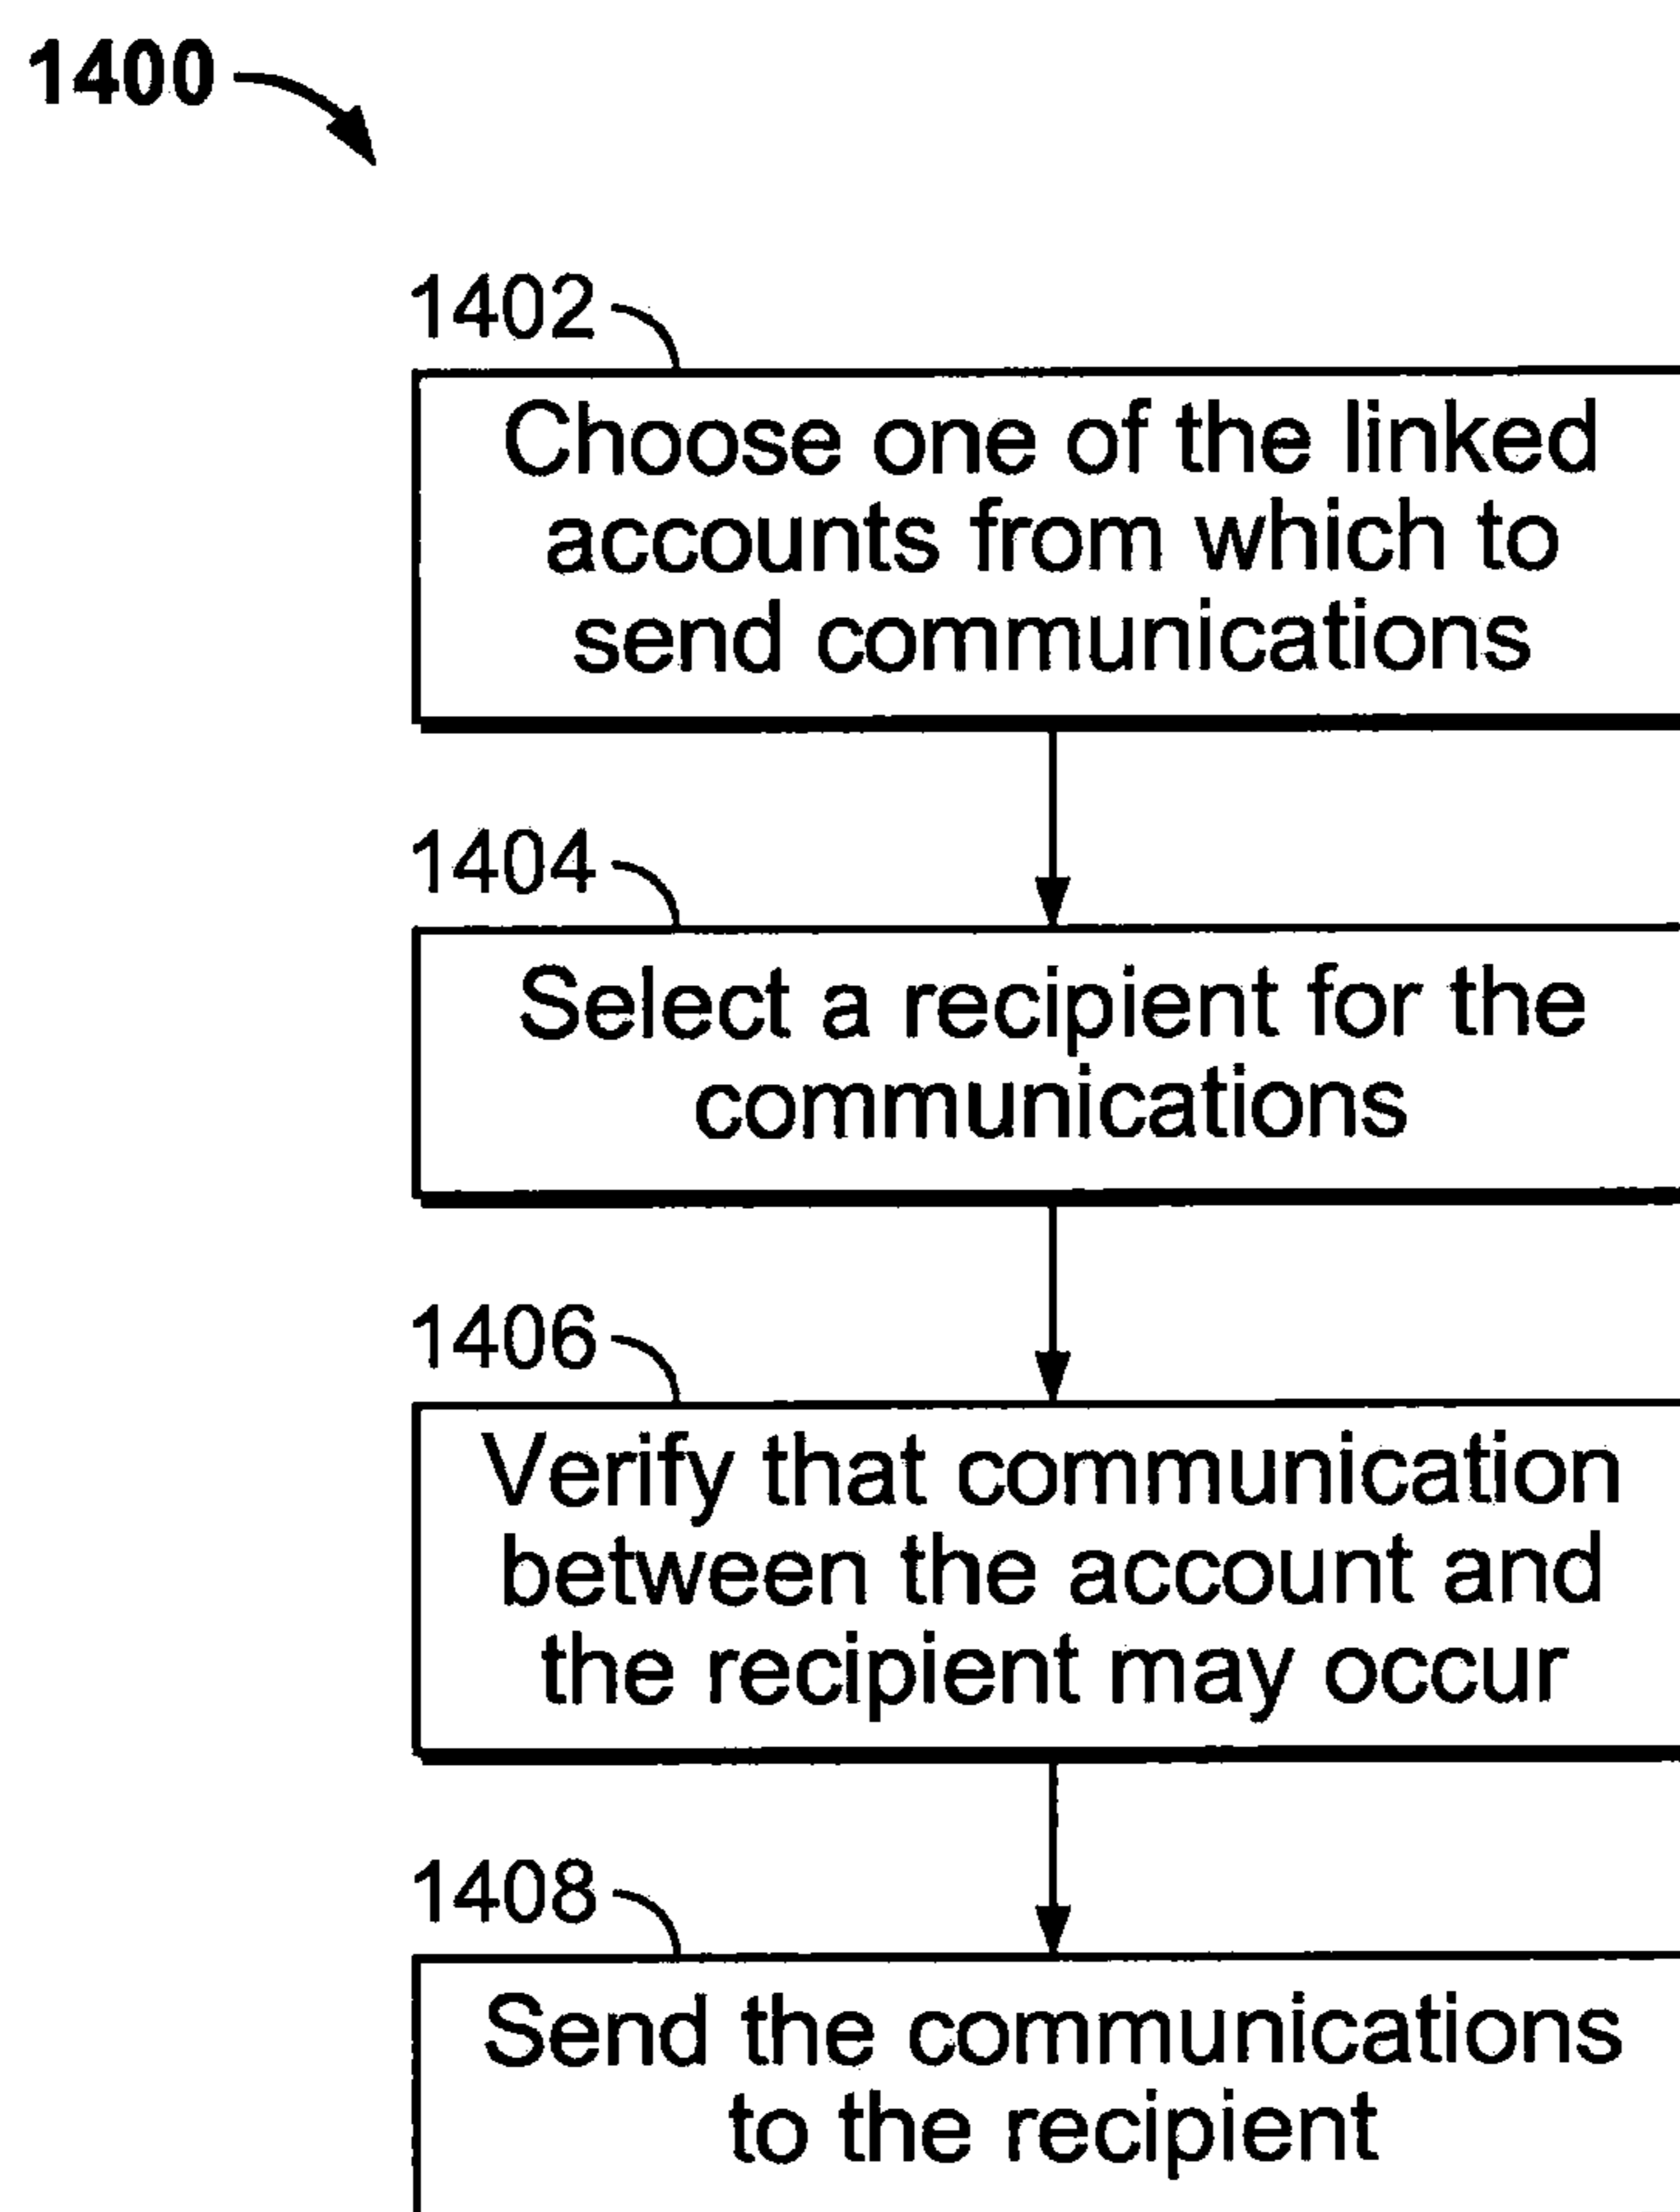 1400
1402
Choose one of the linked
accounts from which to
send communications
1404
Select a recipient for the
communications
1406
Verify that communication
between the account and
the recipient may occur
1408
Send the communications
to the recipient